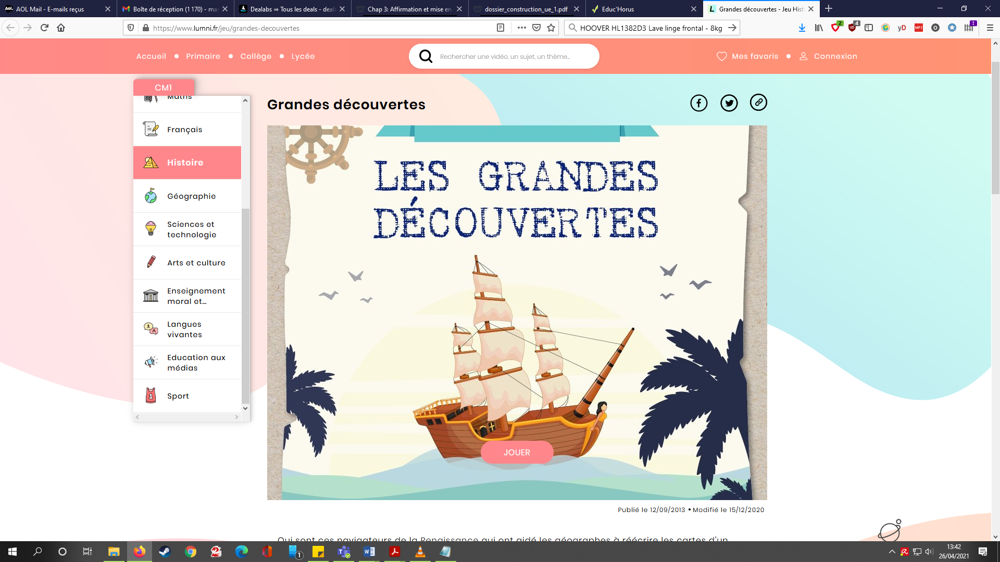 AOL Mail - E-mails reçus
Boîte de réception (1 170) - mar
Dealabs ⇒ Tous les deals - deala
Chap 3: Affirmation et mise en
dossier_construction_ue_1.pdf
Educ'Horus
Grandes découvertes - Jeu Hist
https://www.lumni.fr/jeu/grandes-decouvertes
HOOVER HL1382D3 Lave linge frontal - 8kg
Accueil
Primaire
Collège
Lycée
Rechercher une vidéo, un sujet, un thème...
Mes favoris
Connexion
CM1
Maths
Français
Histoire
Géographie
Sciences et
technologie
Arts et culture
Enseignement
moral et...
Langues
vivantes
Education aux
médias
Sport
Grandes découvertes
LES GRANDES
DÉCOUVERTES
JOUER
Publié le 12/09/2013 • Modifié le 15/12/2020
Qui sont ces navigateurs de la Renaissance qui ont aidé les géographes à réécrire les cartes d'un
13:42
26/04/2021